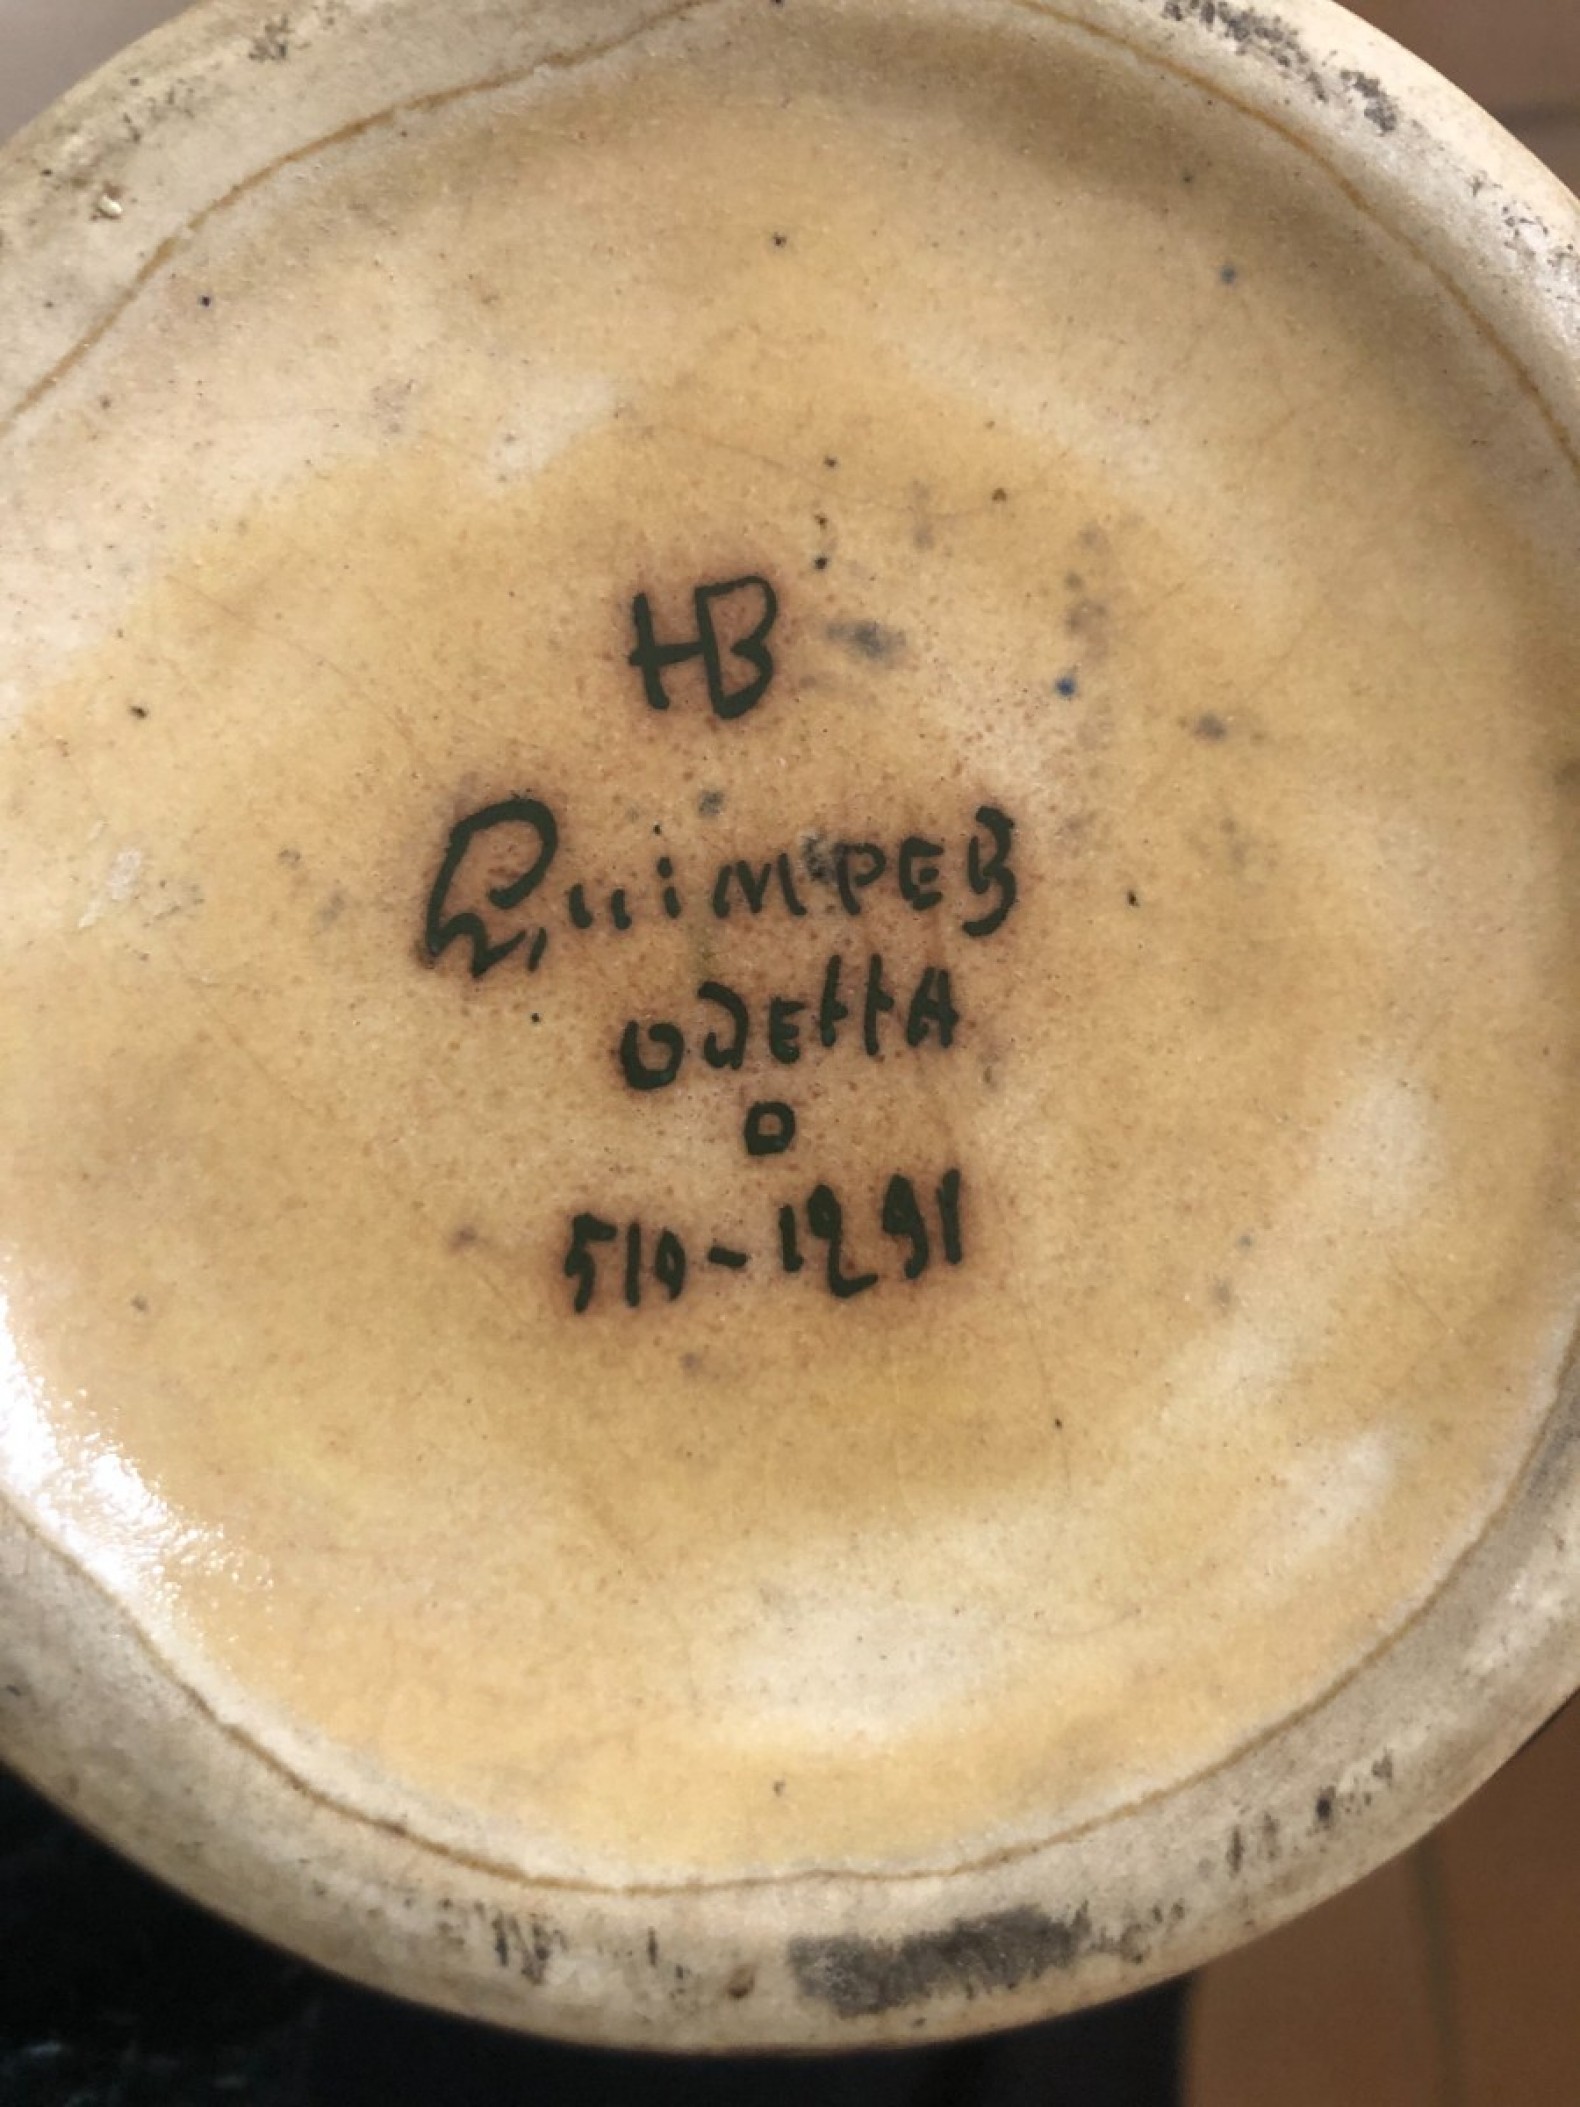 HB
QuiMPER
ODEttA
510-1291